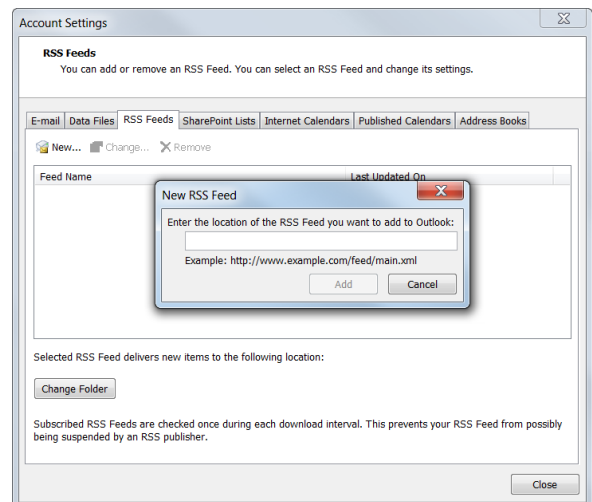 Account Settings
RSS Feeds
You can add or remove an RSS Feed. You can select an RSS Feed and change its settings.
E-mail Data Files RSS Feeds SharePoint Lists Internet Calendars Published Calendars Address Books
New... Change... Remove
Feed Name Last Updated On
New RSS Feed
Enter the location of the RSS Feed you want to add to Outlook:
Example: http://www.example.com/feed/main.xml
Add Cancel
Selected RSS Feed delivers new items to the following location:
Change Folder
Subscribed RSS Feeds are checked once during each download interval. This prevents your RSS Feed from possibly
being suspended by an RSS publisher.
Close